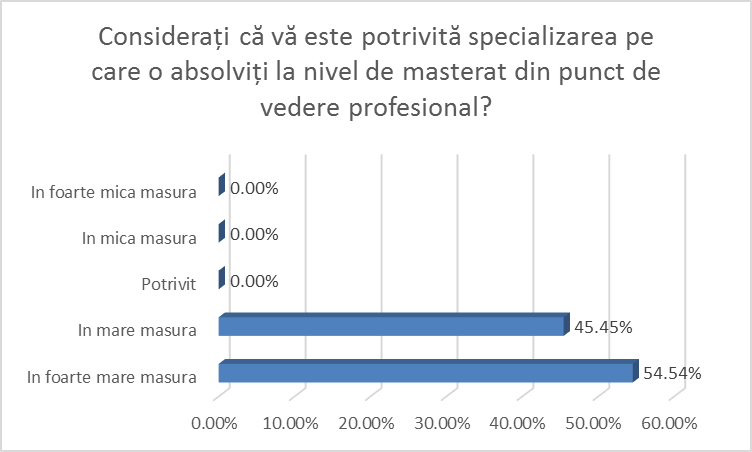 Considerați că vă este potrivită specializarea pe
care o absolviți la nivel de masterat din punct de
vedere profesional?
In foarte mica masura 0.00%
In mica masura 0.00%
Potrivit 0.00%
In mare masura 45.45%
In foarte mare masura 54.54%
0.00% 10.00% 20.00% 30.00% 40.00% 50.00% 60.00%